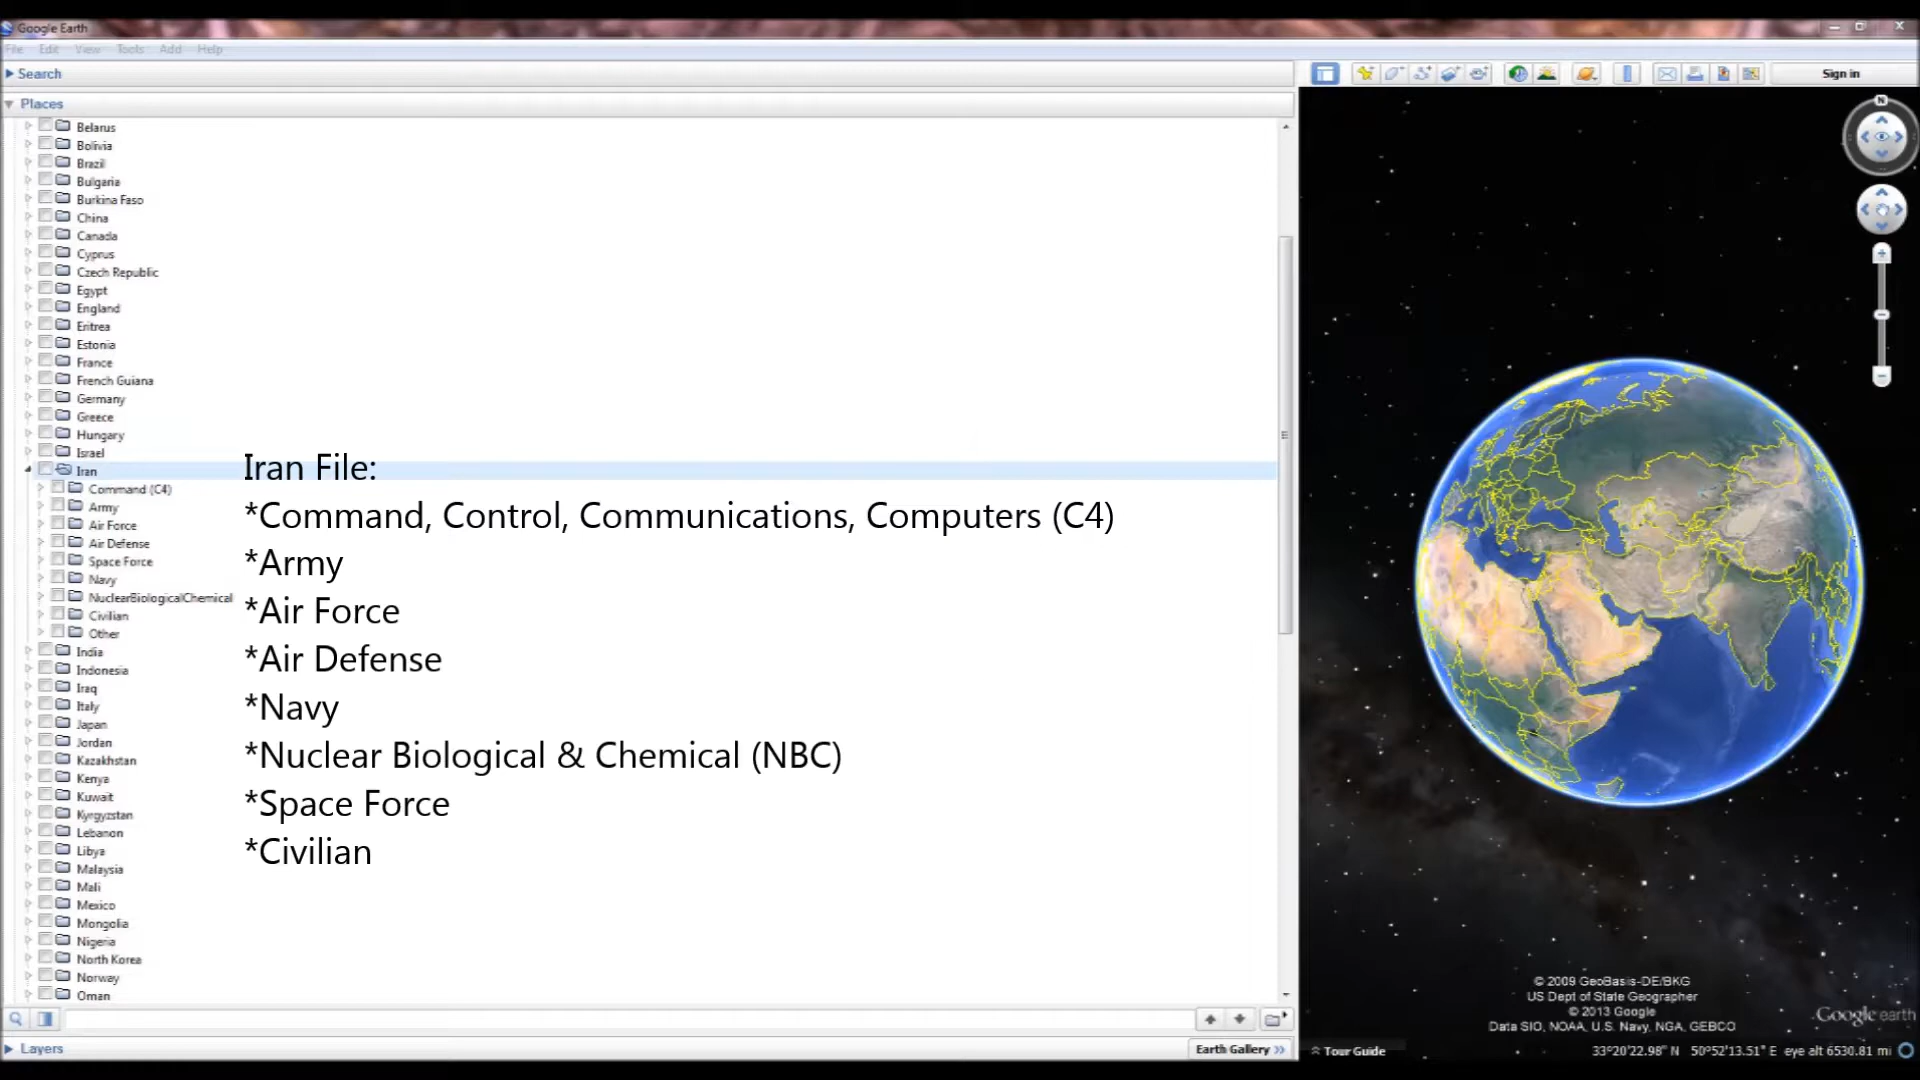 Google Earth
File Edit View Tools Add Help
Search
Sign in
Places
N
Belarus
Bolivia
Brazil
Bulgaria
Burkina Faso
China
Canada
Cyprus
Czech Republic
Egypt
England
Eritrea
Estonia
France
French Guiana
Germany
Greece
Hungary
Israel
Iran
Command (C4)
Army
Air Force
Air Defense
Space Force
Navy
NuclearBiologicalChemical
Civilian
Other
India
Indonesia
Iraq
Italy
Japan
Jordan
Kazakhstan
Kenya
Kuwait
Kyrgyzstan
Lebanon
Libya
Malaysia
Mali
Mexico
Mongolia
Nigeria
North Korea
Norway
Oman
Iran File:
*Command, Control, Communications, Computers (C4)
*Army
*Air Force
*Air Defense
*Navy
*Nuclear Biological & Chemical (NBC)
*Space Force
*Civilian
© 2009 GeoBasis-DE/BKG
US Dept of State Geographer
© 2013 Google
Data SIO, NOAA, U.S. Navy, NGA, GEBCO
Google earth
Layers
Earth Gallery »
Tour Guide
33°20'22.98" N 50°52'13.51" E eye alt 6530.81 mi